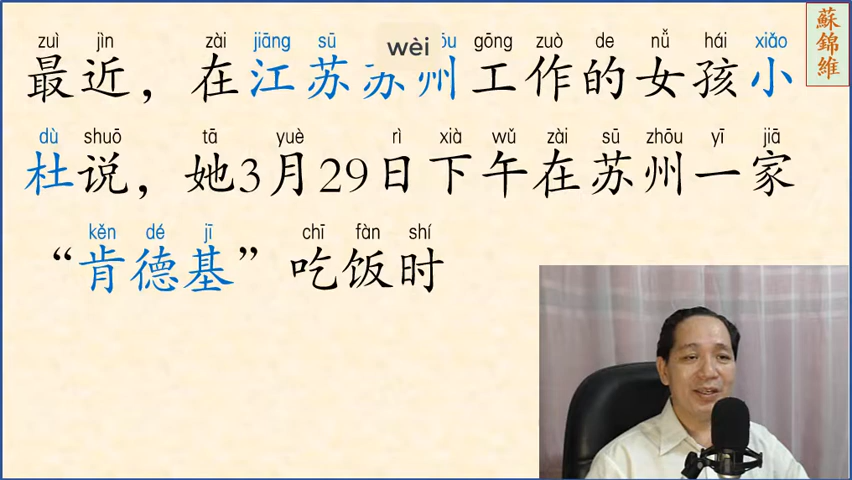 蘇錦維
wèi
zuì jìn zài jiāng sū ōu gōng zuò de nǚ hái xiǎo
最近，在江苏苏州工作的女孩小
dù shuō tā yuè rì xià wǔ zài sū zhōu yī jiā
杜说，她3月29日下午在苏州一家
kěn dé jī chī fàn shí
“肯德基”吃饭时